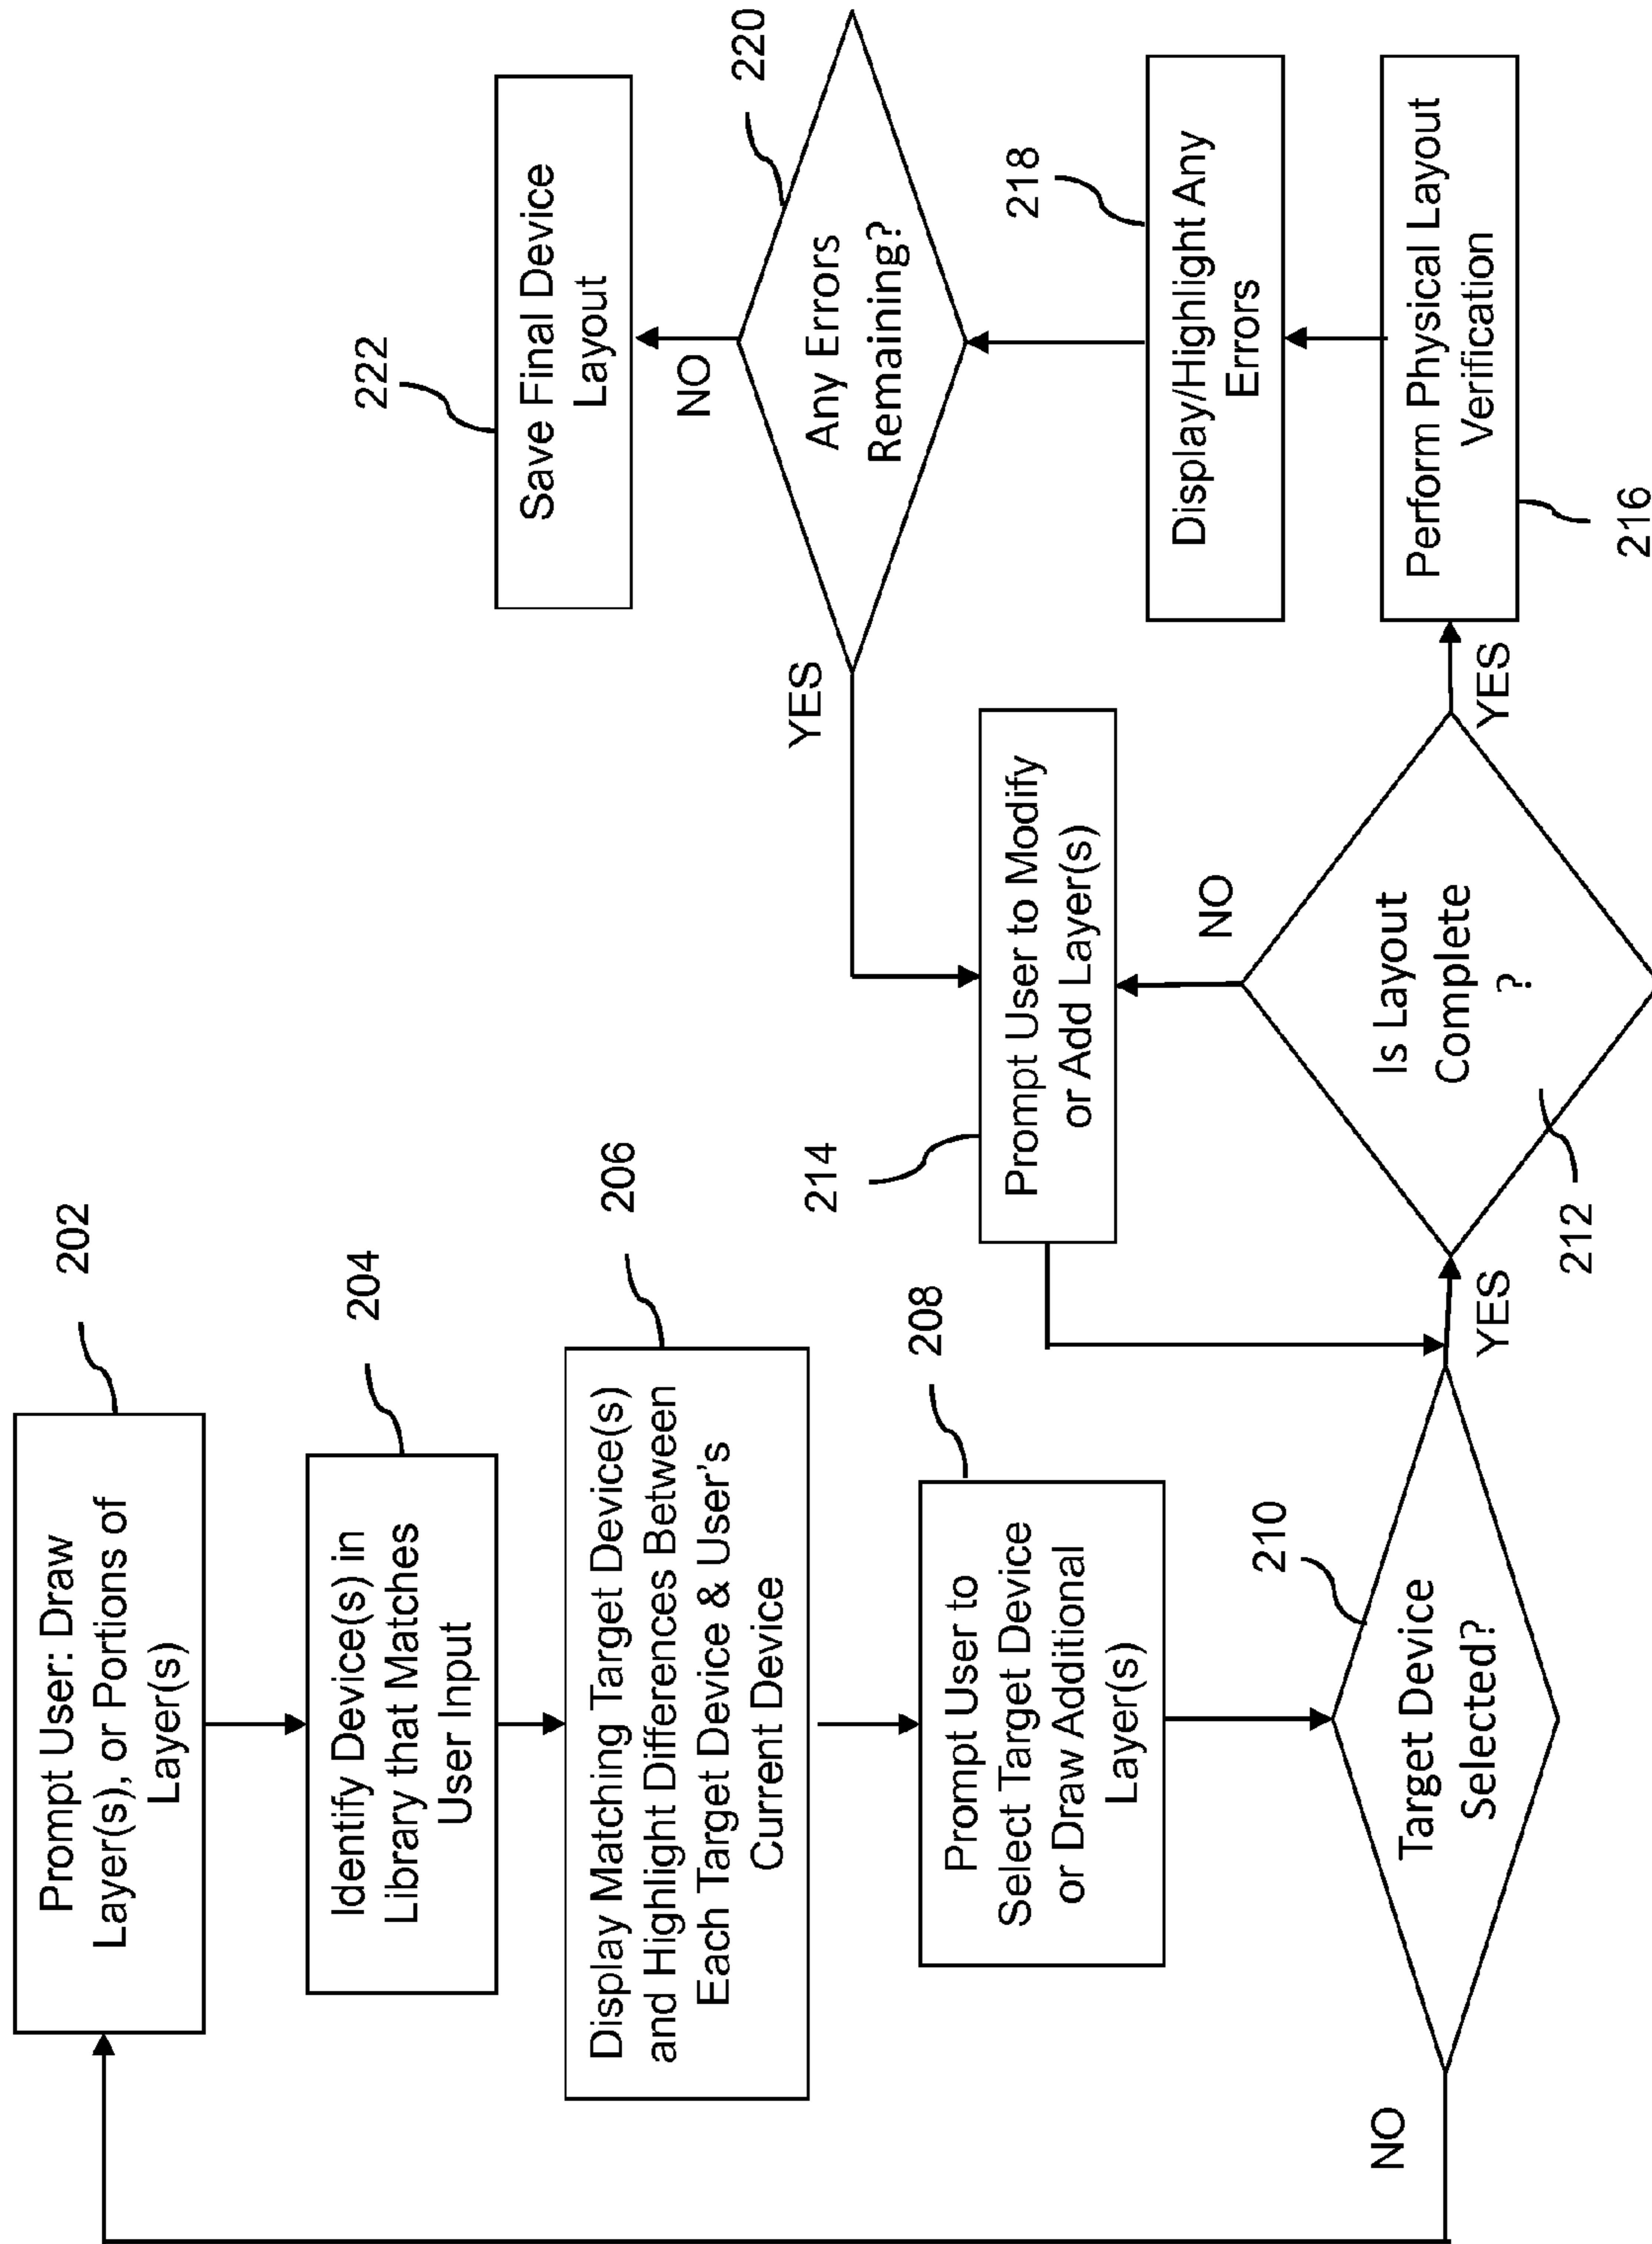 202
Prompt User: Draw
Layer(s), or Portions of
Layer(s)
204
Identify Device(s) in
Library that Matches
User Input
206
Display Matching Target Device(s)
and Highlight Differences Between
Each Target Device & User's
Current Device
208
Prompt User to
Select Target Device
or Draw Additional
Layer(s)
210
Target Device
Selected?
NO
YES
212
Is Layout
Complete
?
NO
YES
214
Prompt User to Modify
or Add Layer(s)
216
Perform Physical Layout
Verification
218
Display/Highlight Any
Errors
220
Any Errors
Remaining?
YES
NO
222
Save Final Device
Layout